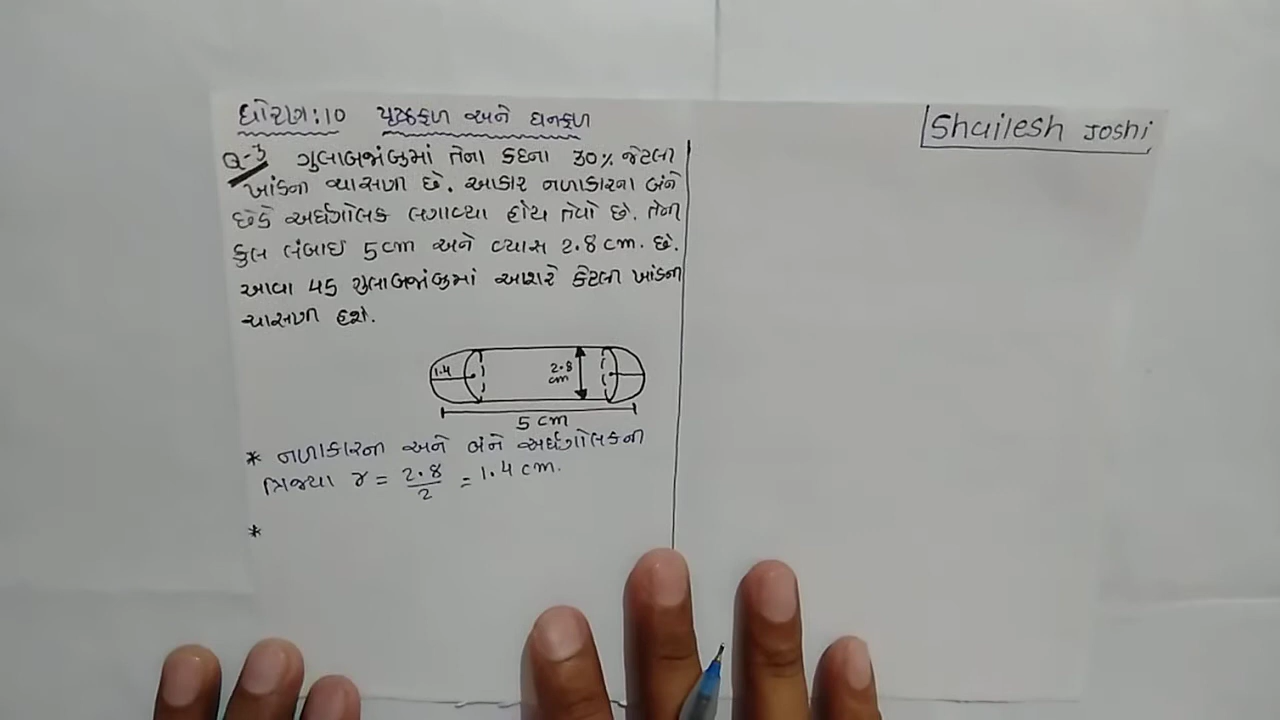 ધોરણ:10 પૃષ્ઠફળ અને ઘનફળ
Shailesh Joshi
Q-3 ગુલાબજાંબુમાં તેના કદના 30% જેટલી
ખાંડની ચાસણી છે. આકાર નળાકારના બંને
છેડે અર્ધગોલક લગાવ્યા હોય તેવો છે. તેની
કુલ લંબાઈ 5cm અને વ્યાસ 2.8 cm. છે.
આવા 45 ગુલાબજાંબુમાં આશરે કેટલી ખાંડની
ચાસણી હશે.
1.4
2.8
cm
5 cm
* નળાકારની અને બંને અર્ધગોલકની
ત્રિજ્યા r = 2.8/2 = 1.4 cm.
*